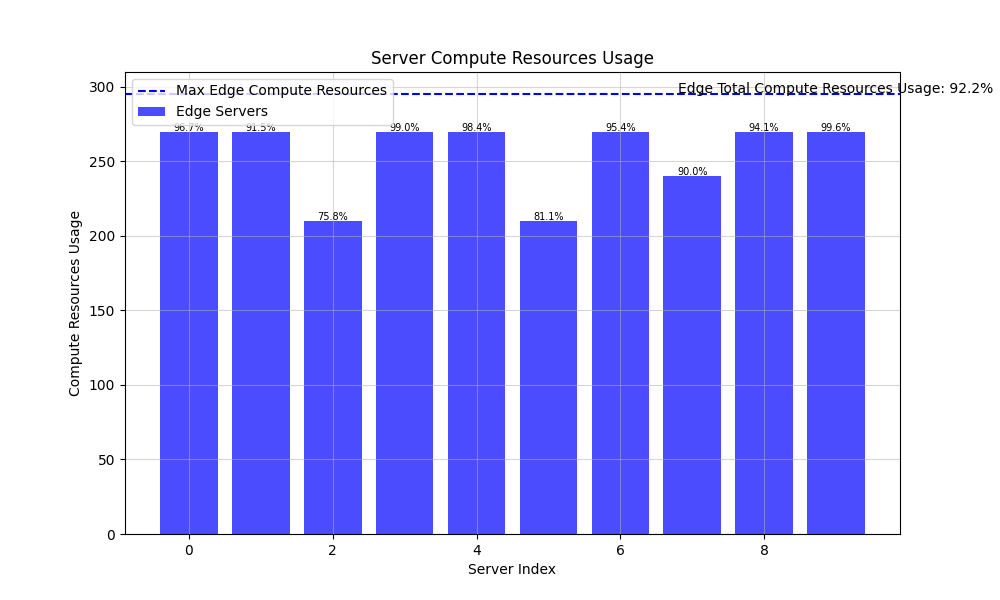 Server Compute Resources Usage
Max Edge Compute Resources
Edge Servers
Edge Total Compute Resources Usage: 92.2%
96.7%
91.5%
75.8%
99.0%
98.4%
81.1%
95.4%
90.0%
94.1%
99.6%
300
250
200
150
100
50
0
Compute Resources Usage
0 2 4 6 8
Server Index